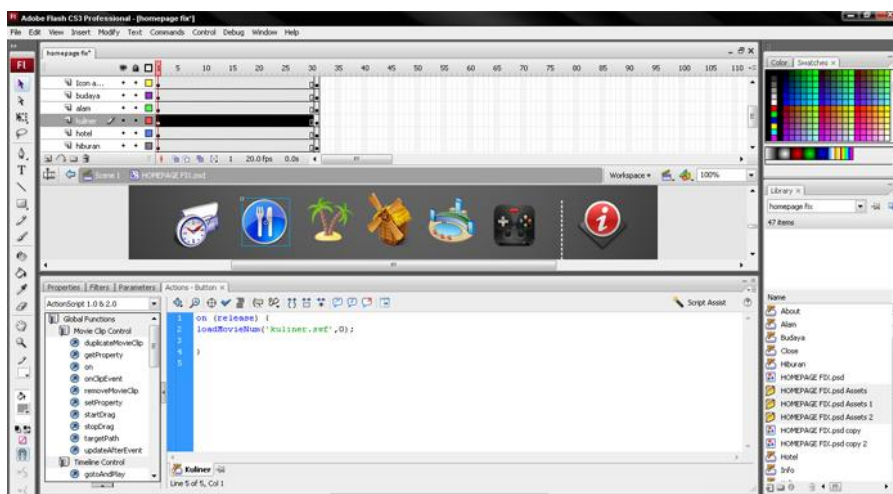 Adobe Flash CS3 Professional - [homepage fix*]
File Edit View Insert Modify Text Commands Control Debug Window Help
homepage fix*
Fl
5 10 15 20 25 30 35 40 45 50 55 60 65 70 75 80 85 90 95 100 105 110
Icon a...
budaya
alam
kuliner
hotel
hiburan
1 20.0 fps 0.0s
Scene 1 HOMEPAGE FIX.psd
Workspace 100%
Color Swatches ×
Library ×
homepage fix
47 items
Properties Filters Parameters Actions - Button ×
ActionScript 1.0 & 2.0
Script Assist
Global Functions
Movie Clip Control
duplicateMovieClip
getProperty
on
onClipEvent
removeMovieClip
setProperty
startDrag
stopDrag
targetPath
updateAfterEvent
Timeline Control
gotoAndPlay
1 on (release) {
2 loadMovieNum('kuliner.swf',0);
3
4 }
5
Kuliner
Line 5 of 5, Col 1
Name
About
Alam
Budaya
Close
Hiburan
HOMEPAGE FIX.psd
HOMEPAGE FIX.psd Assets
HOMEPAGE FIX.psd Assets 1
HOMEPAGE FIX.psd Assets 2
HOMEPAGE FIX.psd copy
HOMEPAGE FIX.psd copy 2
Hotel
Info